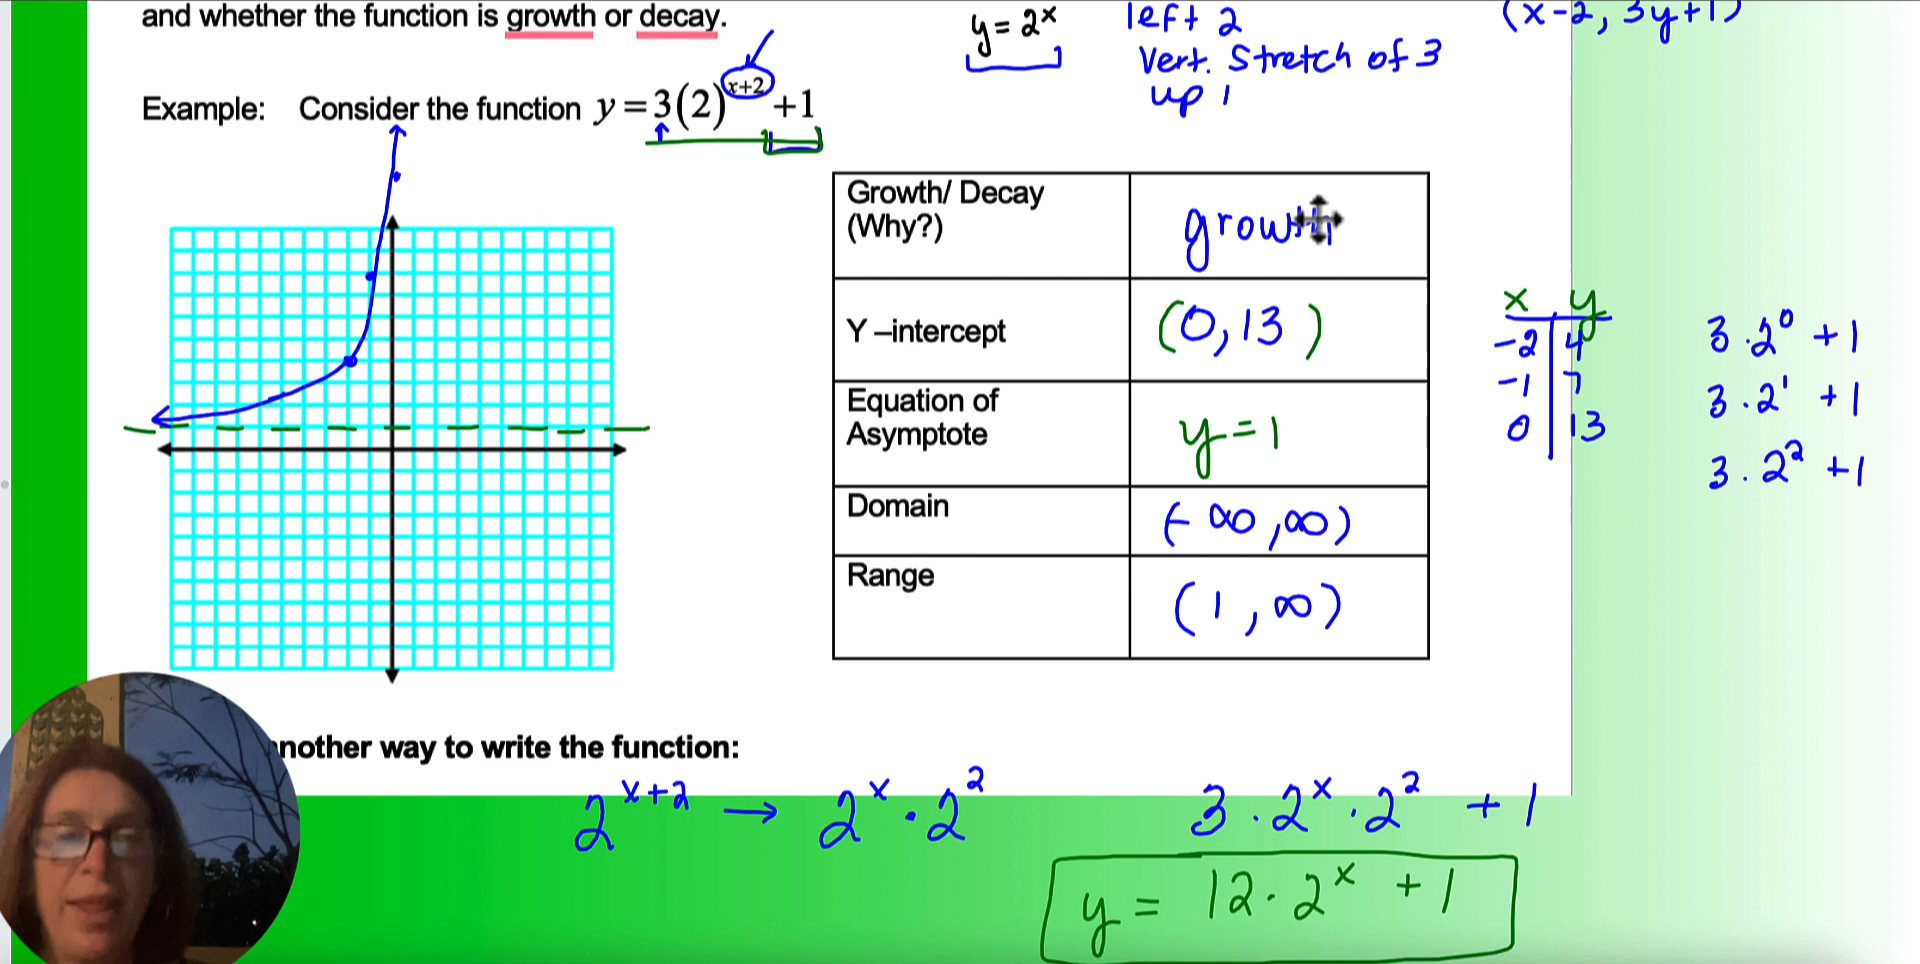 and whether the function is growth or decay.
y = 2^x
left 2
Vert. Stretch of 3
up 1
(x-2, 3y+1)
Example: Consider the function y = 3(2)^{x+2} + 1
Growth/ Decay
(Why?)
growth
Y –intercept
(0, 13)
Equation of
Asymptote
y = 1
Domain
(-∞, ∞)
Range
(1, ∞)
x y
-2 4
-1 7
0 13
3 · 2^0 + 1
3 · 2^1 + 1
3 · 2^2 + 1
nother way to write the function:
2^{x+2} → 2^x · 2^2
3 · 2^x · 2^2 + 1
y = 12 · 2^x + 1